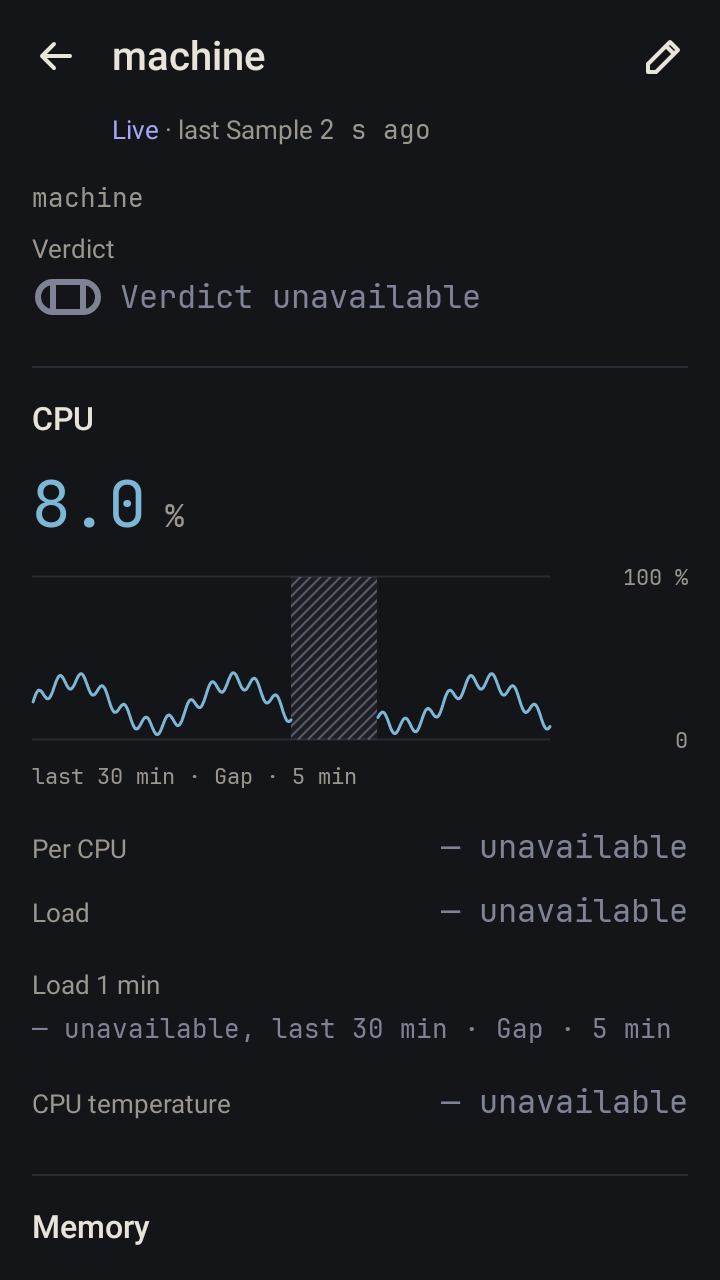 machine
Live · last Sample 2 s ago
machine
Verdict
Verdict unavailable
CPU
8.0 %
100 %
0
last 30 min · Gap · 5 min
Per CPU — unavailable
Load — unavailable
Load 1 min
— unavailable, last 30 min · Gap · 5 min
CPU temperature — unavailable
Memory